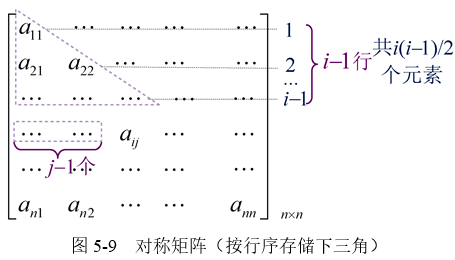 a11 ⋯ ⋯ ⋯ ⋯ 1
a21 a22 ⋯ ⋯ ⋯ 2
⋯
i−1行
共i(i−1)/2
个元素
⋯ ⋯ ⋯ ⋯ ⋯ i−1
⋯ ⋯ aij ⋯ ⋯
j−1个
⋯ ⋯ ⋯ ⋯ ⋯
an1 an2 ⋯ ⋯ ann n×n
图 5-9 对称矩阵（按行序存储下三角）